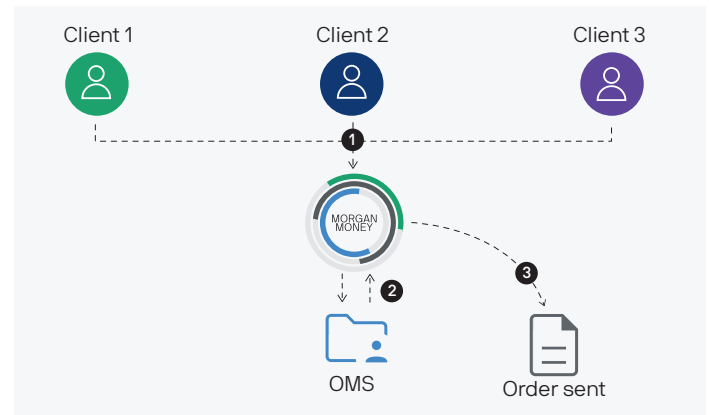 Client 1
Client 2
Client 3
1
MORGAN
MONEY
2
3
OMS
Order sent